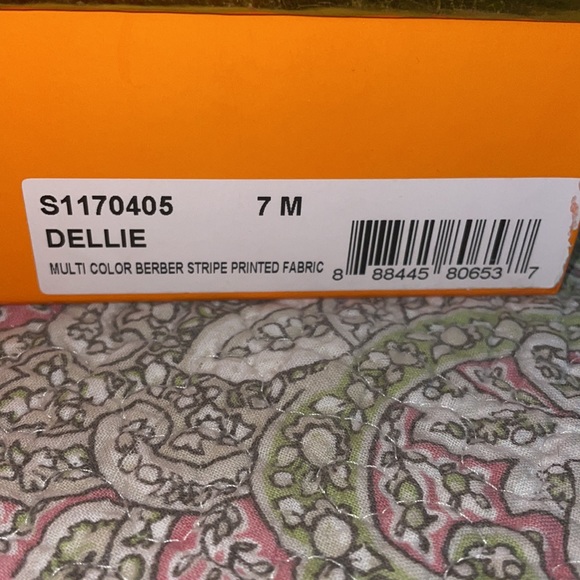 S1170405 7 M
DELLIE
MULTI COLOR BERBER STRIPE PRINTED FABRIC
8 88445 80653 7